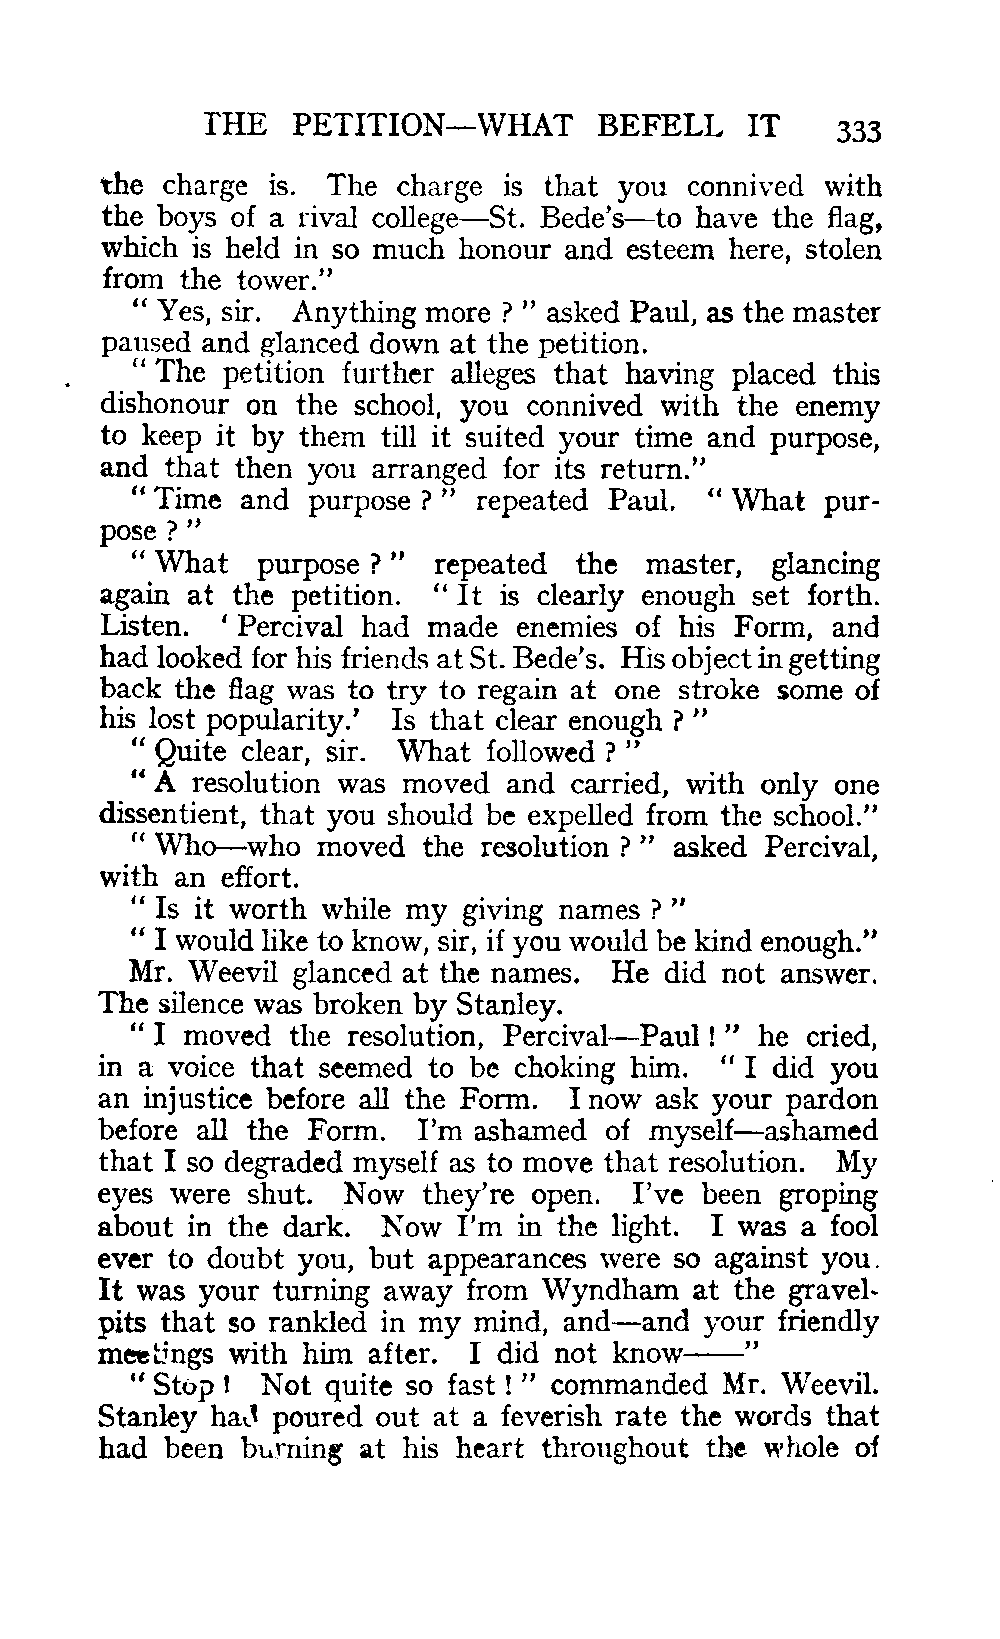 THE PETITION—WHAT BEFELL IT 333
the charge is. The charge is that you connived with
the boys of a rival college—St. Bede's—to have the flag,
which is held in so much honour and esteem here, stolen
from the tower."
" Yes, sir. Anything more ? " asked Paul, as the master
paused and glanced down at the petition.
" The petition further alleges that having placed this
dishonour on the school, you connived with the enemy
to keep it by them till it suited your time and purpose,
and that then you arranged for its return."
" Time and purpose ? " repeated Paul. " What pur-
pose ? "
" What purpose ? " repeated the master, glancing
again at the petition. " It is clearly enough set forth.
Listen. ' Percival had made enemies of his Form, and
had looked for his friends at St. Bede's. His object in getting
back the flag was to try to regain at one stroke some of
his lost popularity.' Is that clear enough ? "
" Quite clear, sir. What followed ? "
" A resolution was moved and carried, with only one
dissentient, that you should be expelled from the school."
" Who—who moved the resolution ? " asked Percival,
with an effort.
" Is it worth while my giving names ? "
" I would like to know, sir, if you would be kind enough."
Mr. Weevil glanced at the names. He did not answer.
The silence was broken by Stanley.
" I moved the resolution, Percival—Paul ! " he cried,
in a voice that seemed to be choking him. " I did you
an injustice before all the Form. I now ask your pardon
before all the Form. I'm ashamed of myself—ashamed
that I so degraded myself as to move that resolution. My
eyes were shut. Now they're open. I've been groping
about in the dark. Now I'm in the light. I was a fool
ever to doubt you, but appearances were so against you.
It was your turning away from Wyndham at the gravel-
pits that so rankled in my mind, and—and your friendly
meetings with him after. I did not know——"
" Stop ! Not quite so fast ! " commanded Mr. Weevil.
Stanley had poured out at a feverish rate the words that
had been burning at his heart throughout the whole of